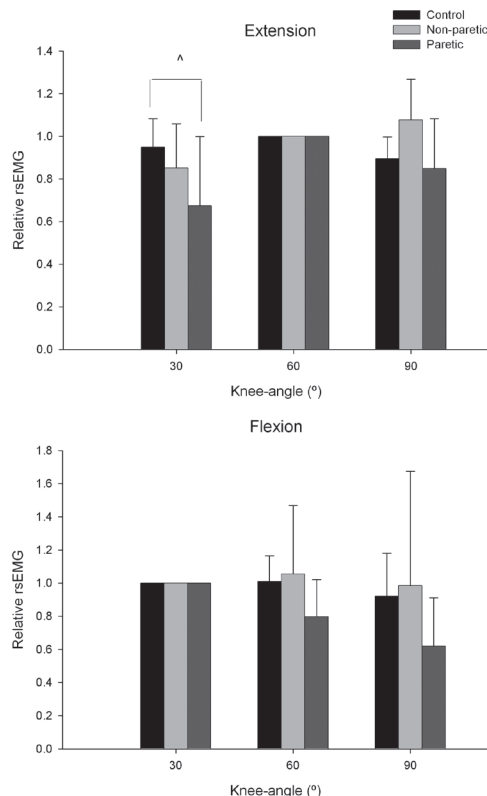 Control
Non-paretic
Paretic
Extension
^
1.4
1.2
1.0
0.8
0.6
0.4
0.2
0.0
Relative rsEMG
30 60 90
Knee-angle (º)
Flexion
1.8
1.6
1.4
1.2
1.0
0.8
0.6
0.4
0.2
0.0
Relative rsEMG
30 60 90
Knee-angle (º)